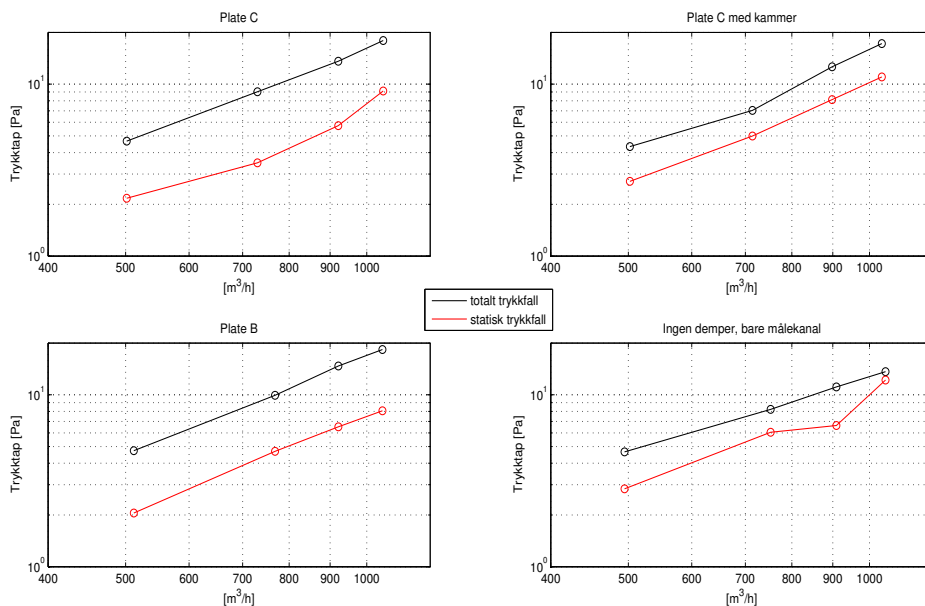 Plate C
Trykktap [Pa]
10^1
10^0
400 500 600 700 800 900 1000
[m^3/h]
Plate C med kammer
Trykktap [Pa]
10^1
10^0
400 500 600 700 800 900 1000
[m^3/h]
totalt trykkfall
statisk trykkfall
Plate B
Trykktap [Pa]
10^1
10^0
400 500 600 700 800 900 1000
[m^3/h]
Ingen demper, bare målekanal
Trykktap [Pa]
10^1
10^0
400 500 600 700 800 900 1000
[m^3/h]